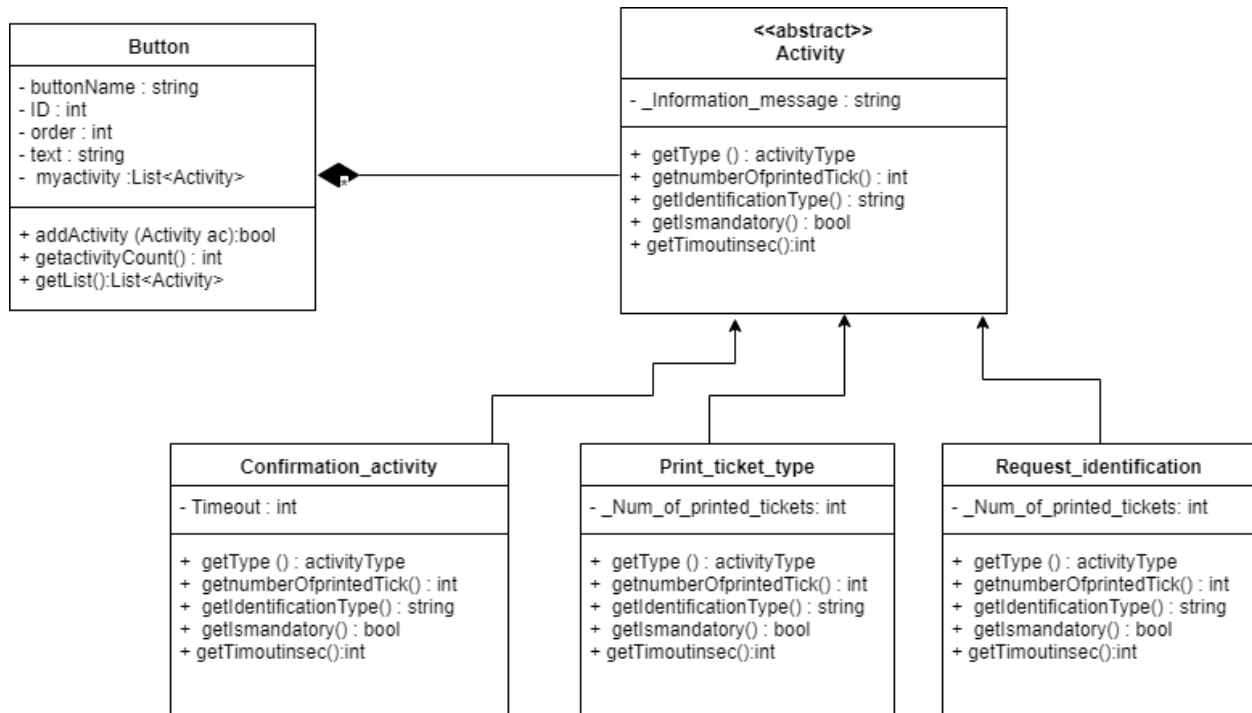 Button
- buttonName : string
- ID : int
- order : int
- text : string
- myactivity :List<Activity>
+ addActivity (Activity ac):bool
+ getactivityCount() : int
+ getList():List<Activity>
*
<<abstract>>
Activity
- _Information_message : string
+ getType () : activityType
+ getnumberOfprintedTick() : int
+ getIdentificationType() : string
+ getIsmandatory() : bool
+ getTimoutinsec():int
Confirmation_activity
- Timeout : int
+ getType () : activityType
+ getnumberOfprintedTick() : int
+ getIdentificationType() : string
+ getIsmandatory() : bool
+ getTimoutinsec():int
Print_ticket_type
- _Num_of_printed_tickets: int
+ getType () : activityType
+ getnumberOfprintedTick() : int
+ getIdentificationType() : string
+ getIsmandatory() : bool
+ getTimoutinsec():int
Request_identification
- _Num_of_printed_tickets: int
+ getType () : activityType
+ getnumberOfprintedTick() : int
+ getIdentificationType() : string
+ getIsmandatory() : bool
+ getTimoutinsec():int